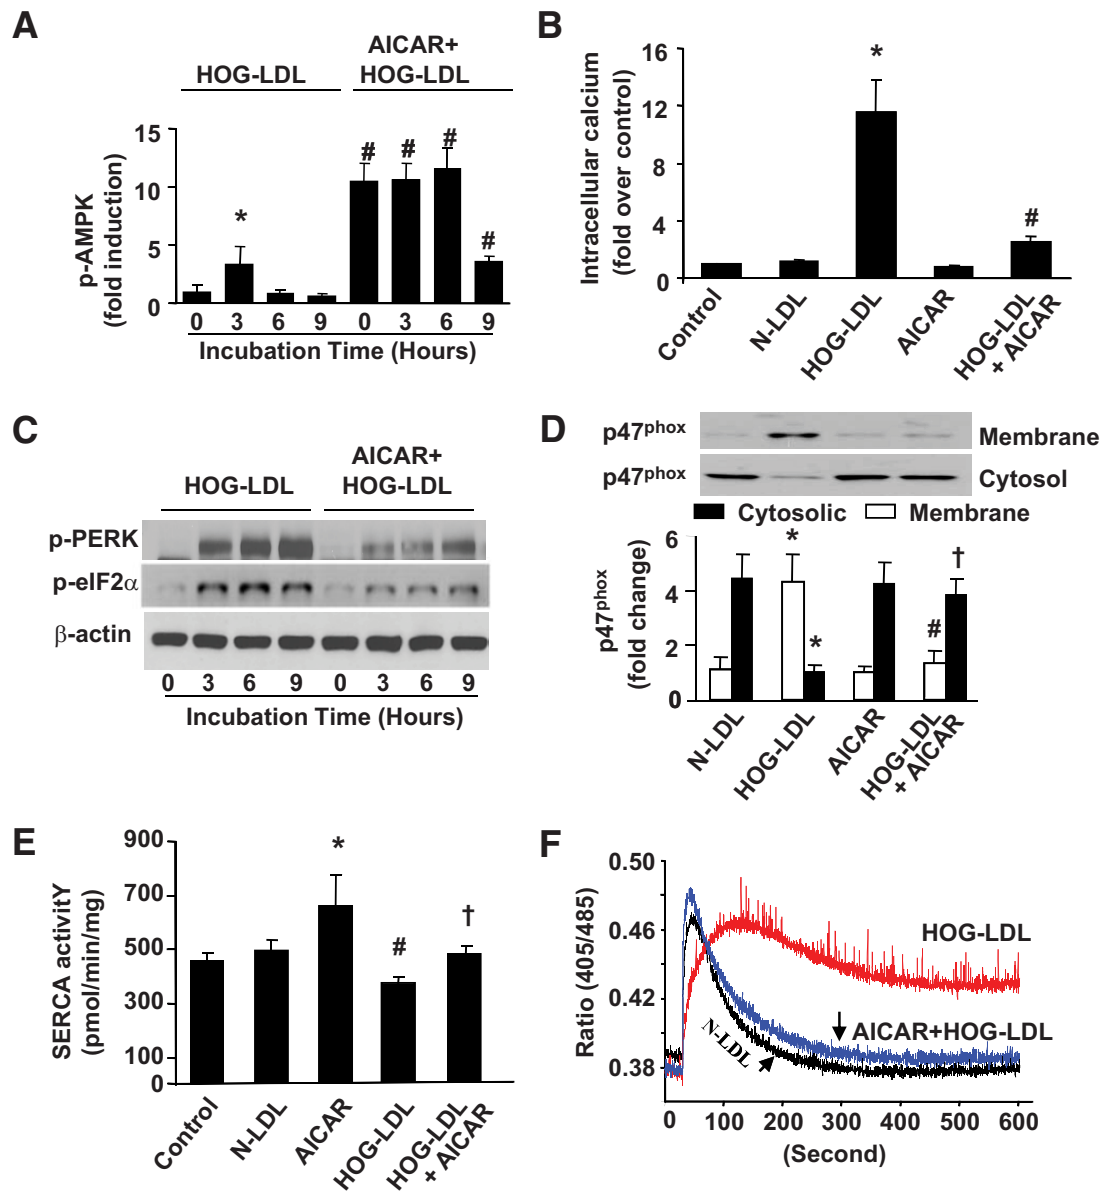 A
HOG-LDL
AICAR+
HOG-LDL
p-AMPK
(fold induction)
15
10
5
0
*
#
#
#
#
0 3 6 9 0 3 6 9
Incubation Time (Hours)
B
Intracellular calcium
(fold over control)
16
12
8
4
0
*
#
Control
N-LDL
HOG-LDL
AICAR
HOG-LDL
+ AICAR
C
HOG-LDL
AICAR+
HOG-LDL
p-PERK
p-eIF2α
β-actin
0 3 6 9 0 3 6 9
Incubation Time (Hours)
D
p47phox
Membrane
p47phox
Cytosol
Cytosolic
Membrane
p47phox
(fold change)
6
4
2
0
*
*
#
†
N-LDL
HOG-LDL
AICAR
HOG-LDL
+ AICAR
E
SERCA activitY
(pmol/min/mg)
900
700
500
300
100
0
*
#
†
Control
N-LDL
AICAR
HOG-LDL
HOG-LDL
+ AICAR
F
Ratio (405/485)
0.50
0.46
0.42
0.38
HOG-LDL
AICAR+HOG-LDL
N-LDL
0 100 200 300 400 500 600
(Second)